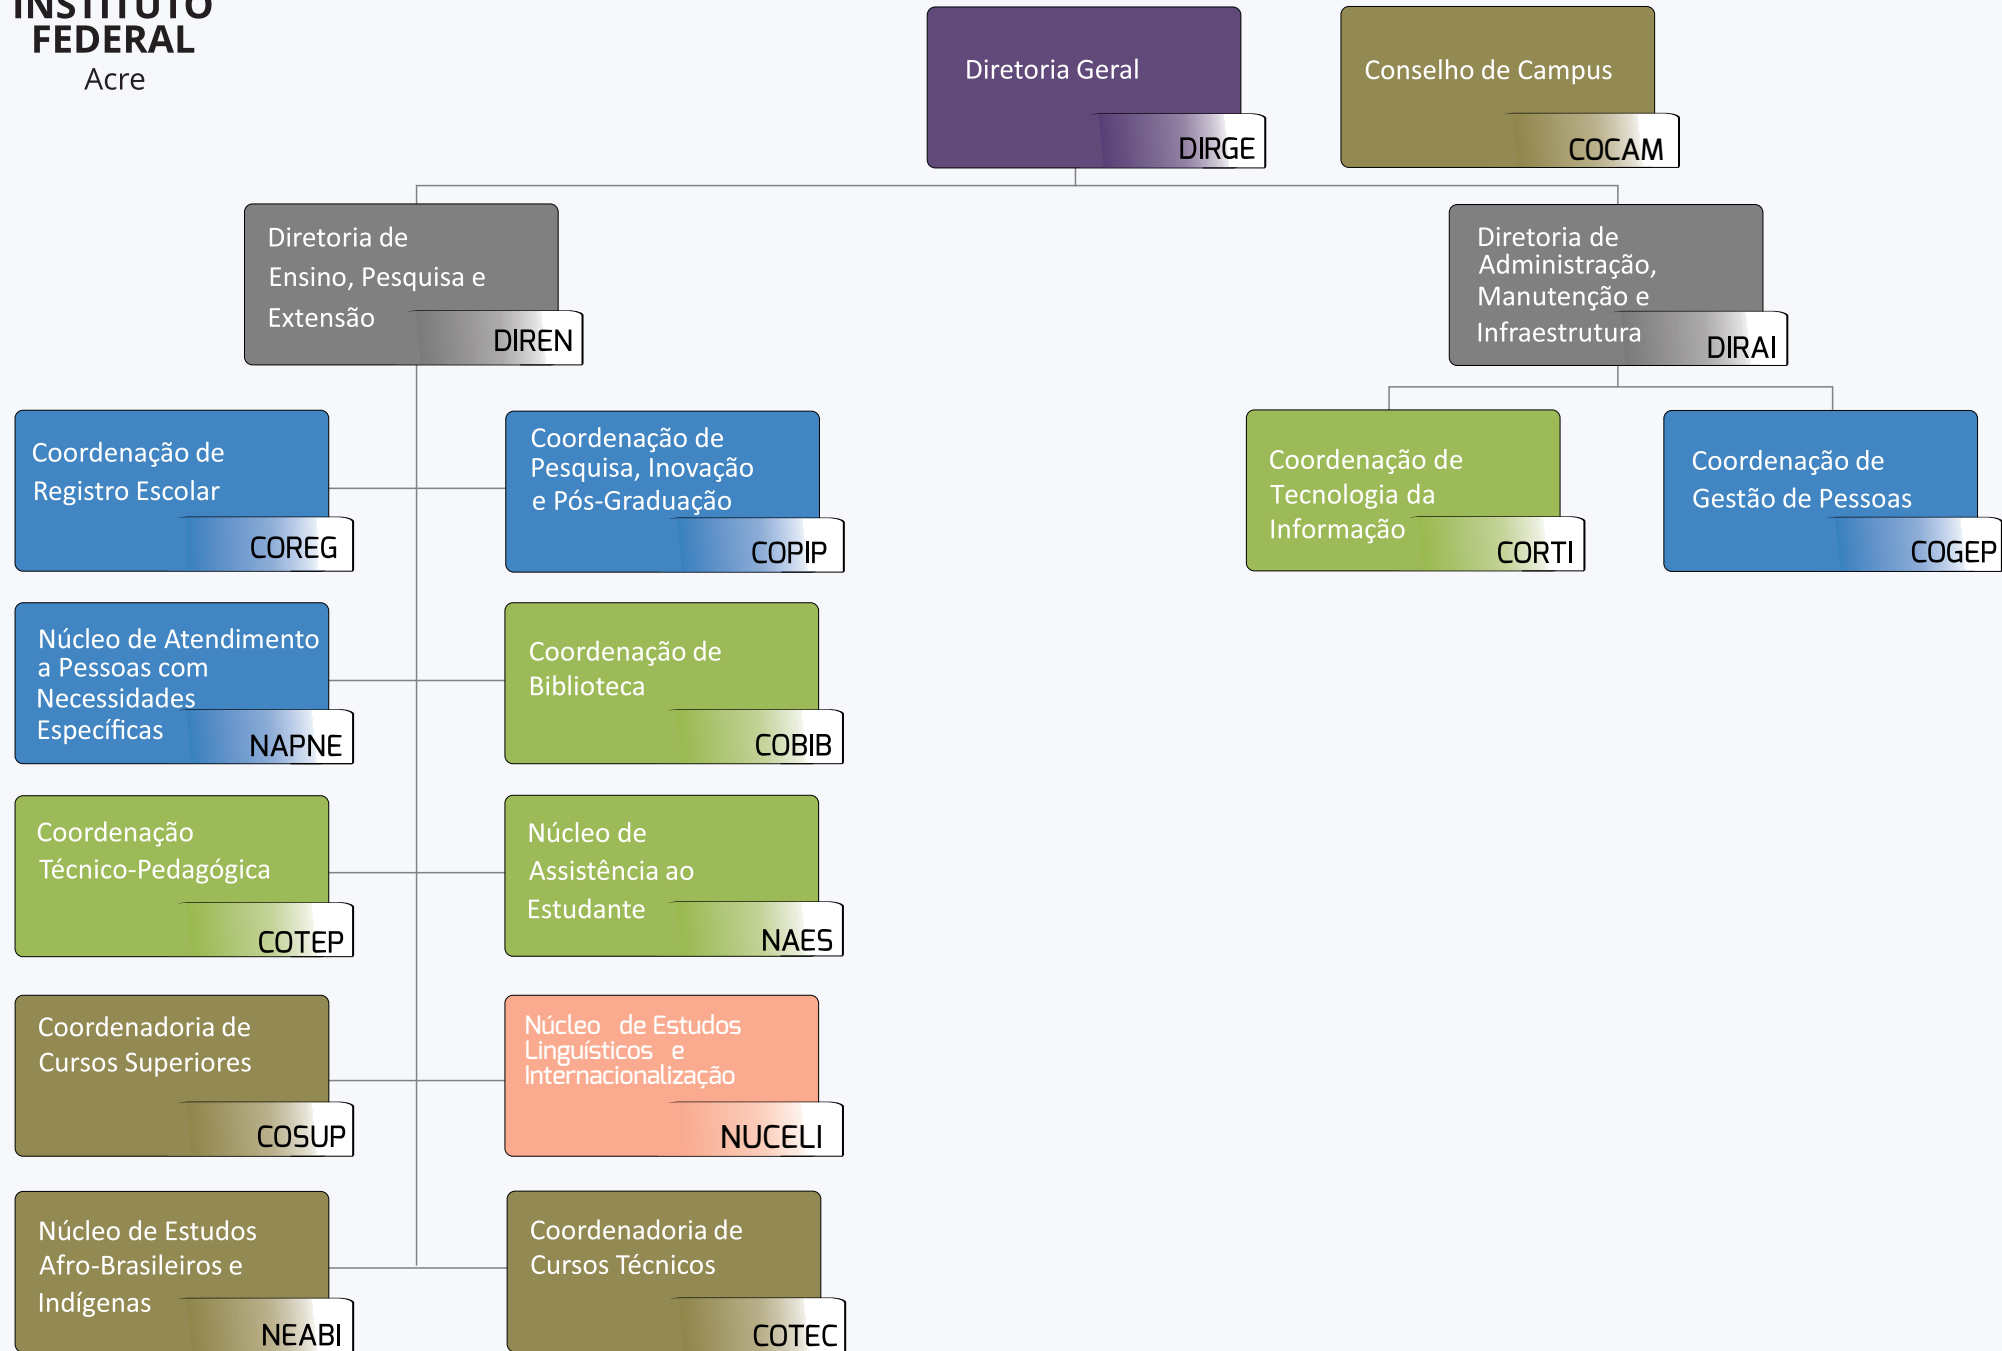 INSTITUTO
FEDERAL
Acre
Diretoria Geral
DIRGE
Conselho de Campus
COCAM
Diretoria de
Ensino, Pesquisa e
Extensão
DIREN
Diretoria de
Administração,
Manutenção e
Infraestrutura
DIRAI
Coordenação de
Registro Escolar
COREG
Coordenação de
Pesquisa, Inovação
e Pós-Graduação
COPIP
Coordenação de
Tecnologia da
Informação
CORTI
Coordenação de
Gestão de Pessoas
COGEP
Núcleo de Atendimento
a Pessoas com
Necessidades
Específicas
NAPNE
Coordenação de
Biblioteca
COBIB
Coordenação
Técnico-Pedagógica
COTEP
Núcleo de
Assistência ao
Estudante
NAES
Coordenadoria de
Cursos Superiores
COSUP
Núcleo de Estudos
Linguísticos e
Internacionalização
NUCELI
Núcleo de Estudos
Afro-Brasileiros e
Indígenas
NEABI
Coordenadoria de
Cursos Técnicos
COTEC